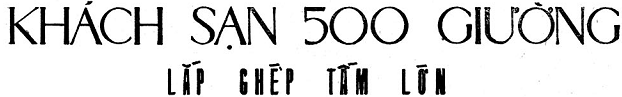 KHÁCH SẠN 500 GIƯỜNG
LẮP GHÉP TẤM LỚN